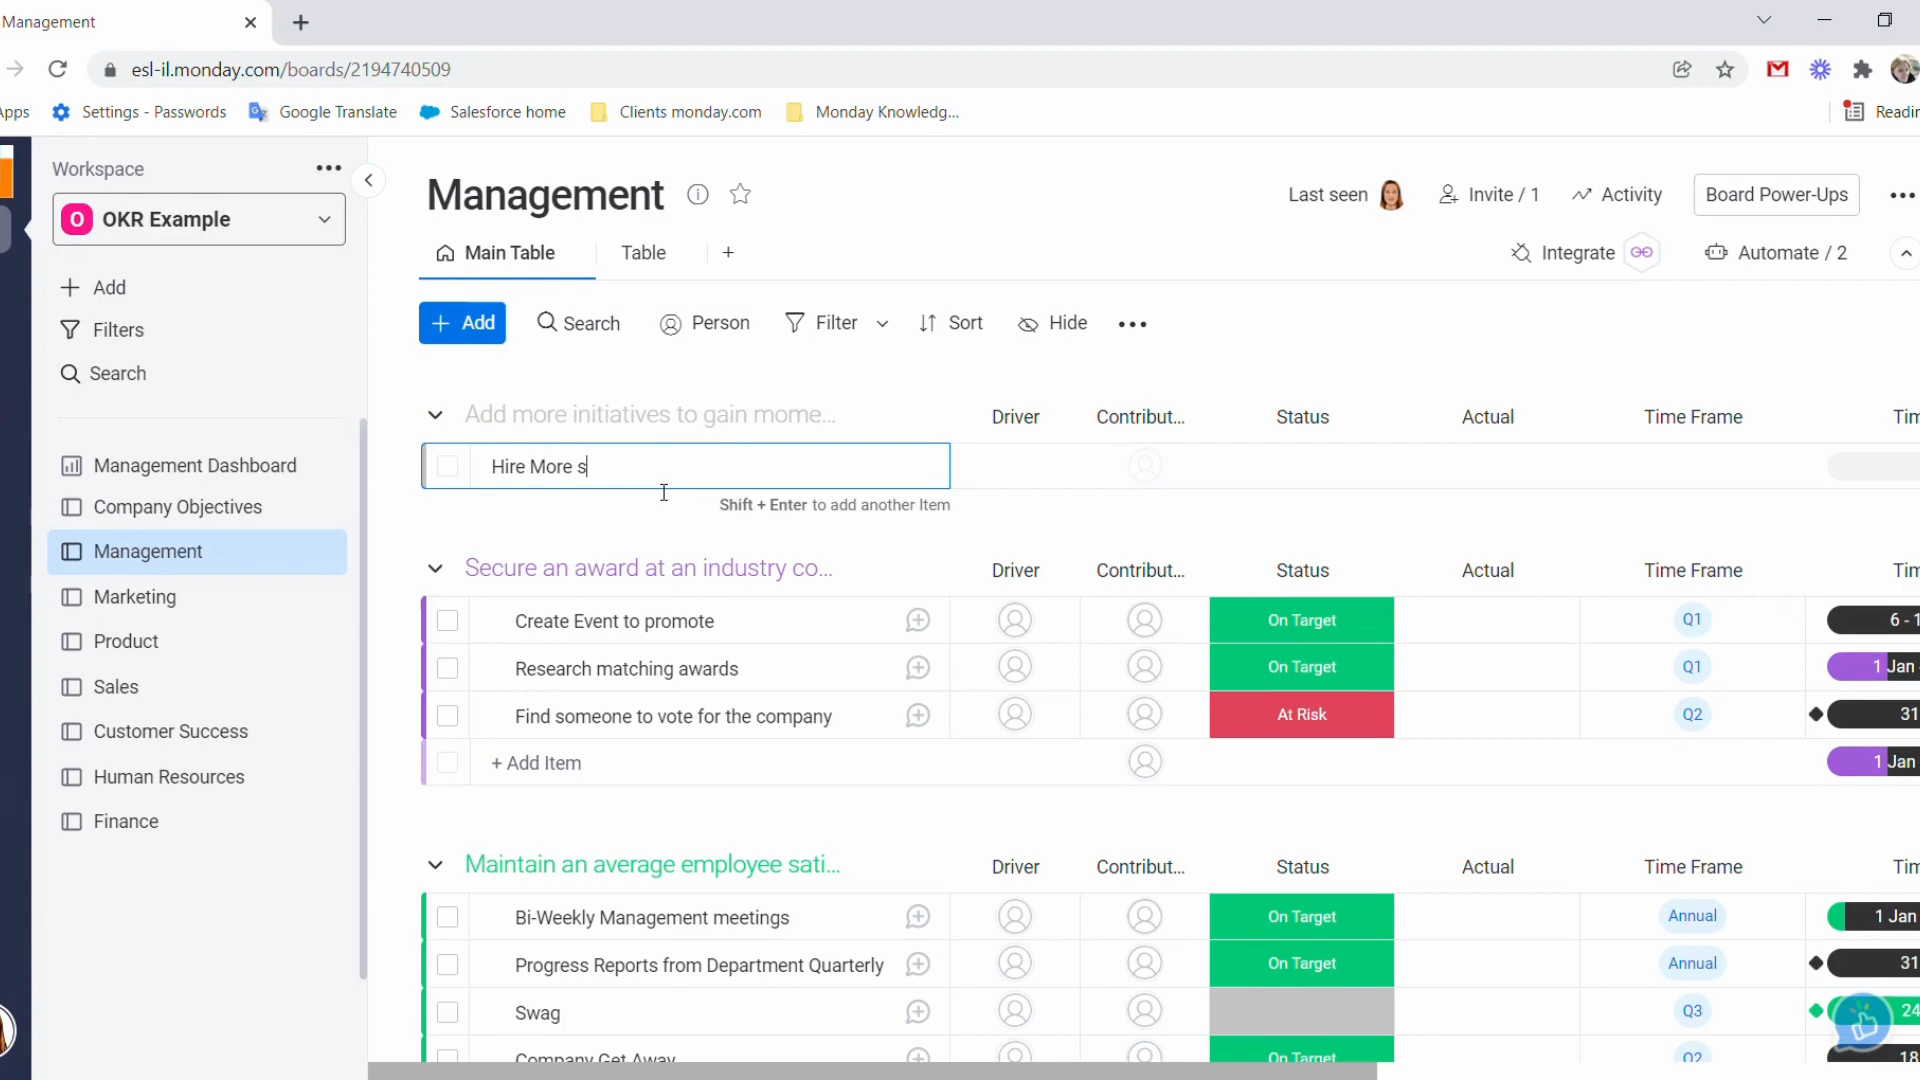 Management
esl-il.monday.com/boards/2194740509
Apps Settings - Passwords Google Translate Salesforce home Clients monday.com Monday Knowledg...
Workspace
O OKR Example
Add
Filters
Search
Management Dashboard
Company Objectives
Management
Marketing
Product
Sales
Customer Success
Human Resources
Finance
Management
Last seen Invite / 1 Activity Board Power-Ups
Main Table Table + Integrate Automate / 2
+ Add Search Person Filter Sort Hide
Add more initiatives to gain mome... Driver Contribut... Status Actual Time Frame
Hire More s
Shift + Enter to add another Item
Secure an award at an industry co... Driver Contribut... Status Actual Time Frame
Create Event to promote On Target Q1 6 - 1
Research matching awards On Target Q1 1 Jan
Find someone to vote for the company At Risk Q2 31
+ Add Item 1 Jan
Maintain an average employee sati... Driver Contribut... Status Actual Time Frame
Bi-Weekly Management meetings On Target Annual 1 Jan
Progress Reports from Department Quarterly On Target Annual 31
Swag Q3 24
Company Get Away On Target Q2 18